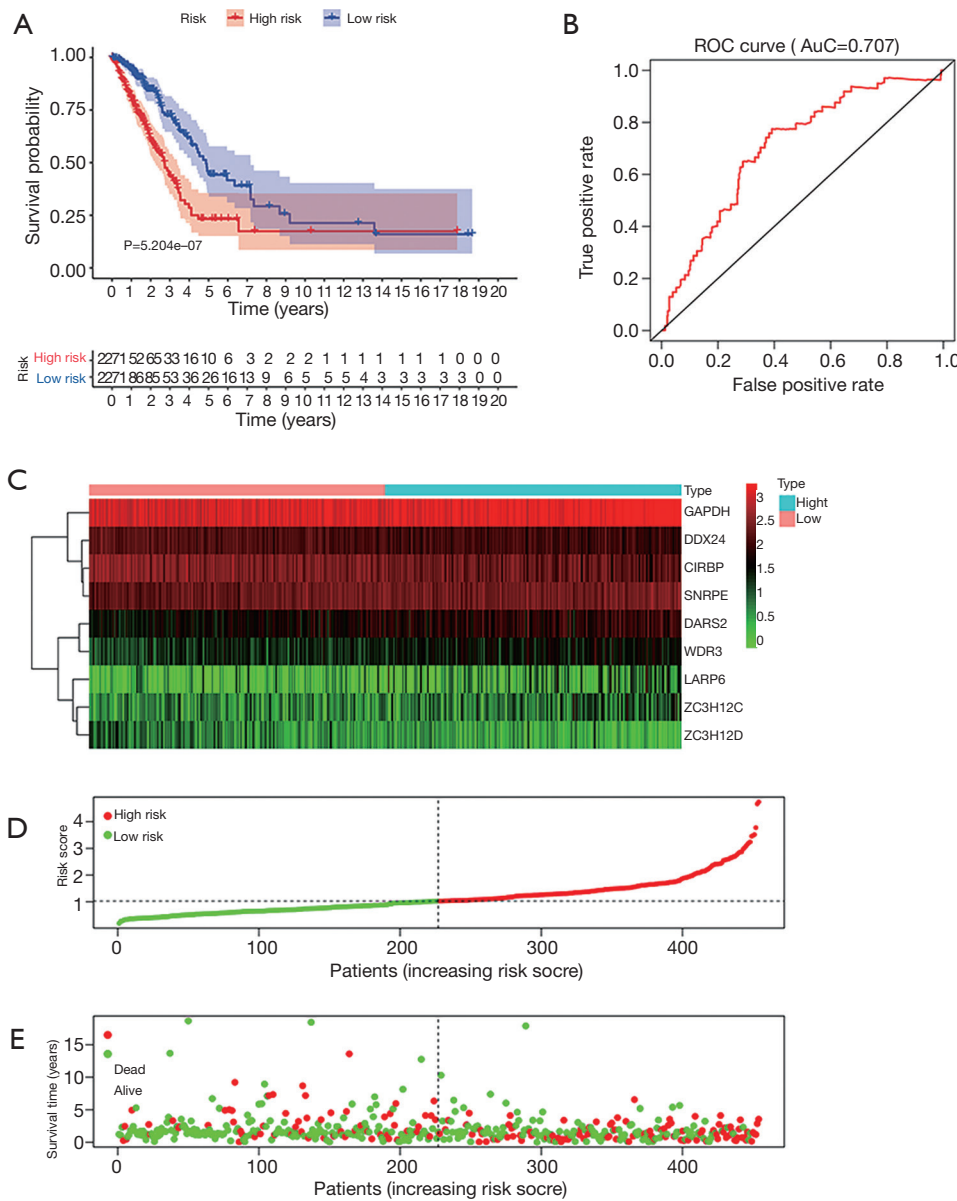 A
Risk High risk Low risk
Survival probability
1.00
0.75
0.50
0.25
0.00
P=5.204e–07
0 1 2 3 4 5 6 7 8 9 10 11 12 13 14 15 16 17 18 19 20
Time (years)
Risk
High risk 227 152 65 33 16 10 6 3 2 2 2 1 1 1 1 1 1 1 0 0 0
Low risk 227 186 85 53 36 26 16 13 9 6 5 5 5 4 3 3 3 3 3 0 0
0 1 2 3 4 5 6 7 8 9 10 11 12 13 14 15 16 17 18 19 20
Time (years)
B
ROC curve ( AuC=0.707)
True positive rate
1.0
0.8
0.6
0.4
0.2
0.0
0.0 0.2 0.4 0.6 0.8 1.0
False positive rate
C
Type
GAPDH
DDX24
CIRBP
SNRPE
DARS2
WDR3
LARP6
ZC3H12C
ZC3H12D
3
2.5
2
1.5
1
0.5
0
Type
Hight
Low
D
High risk
Low risk
Risk score
4
3
2
1
0 100 200 300 400
Patients (increasing risk socre)
E
Survival time (years)
15
10
5
0
Dead
Alive
0 100 200 300 400
Patients (increasing risk socre)